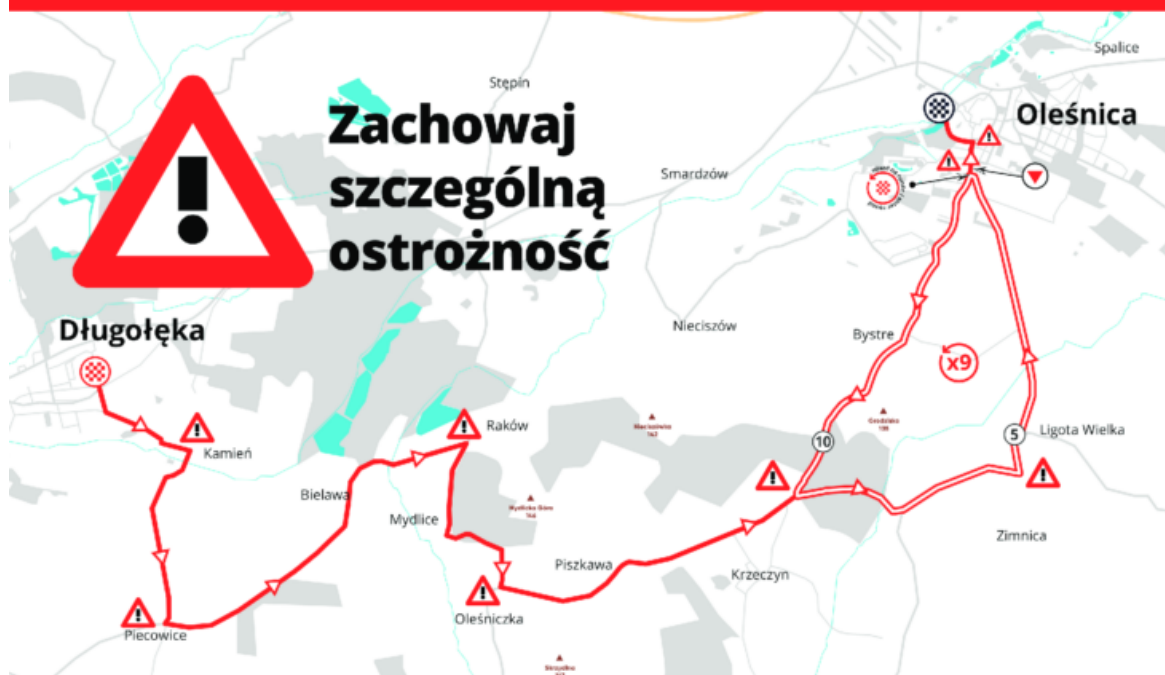 Spalice
Stępin
Oleśnica
Zachowaj
szczególną
ostrożność
Smardzów
Długołęka
Nieciszów
Bystre
x9
Raków
10
5
Ligota Wielka
Kamień
Bielawa
Mydlice
Zimnica
Piszkawa
Krzeczyn
Oleśniczka
Piecowice